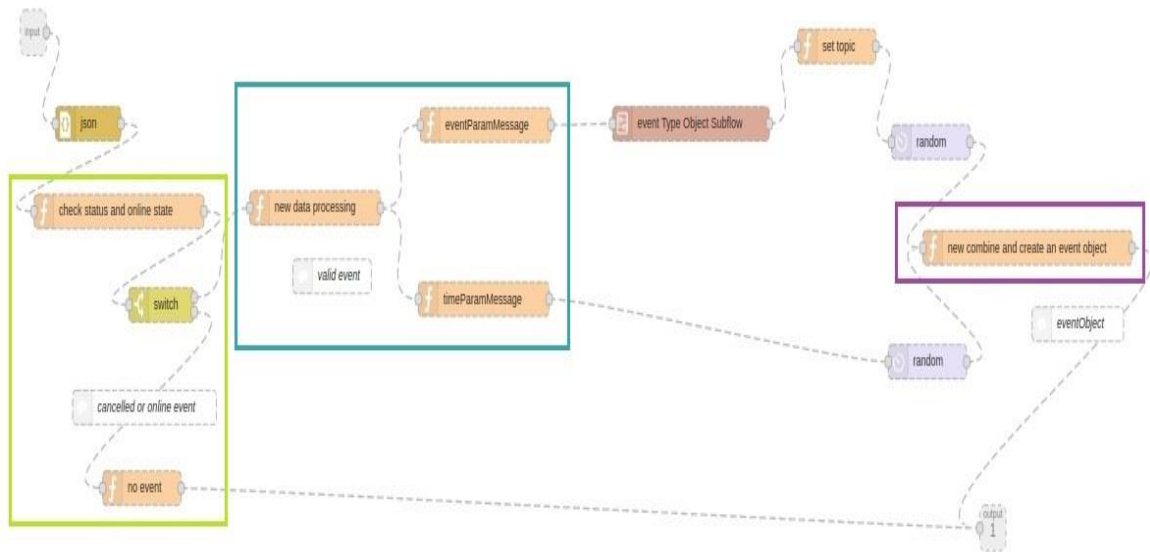 input
json
check status and online state
switch
cancelled or online event
no event
new data processing
valid event
eventParamMessage
timeParamMessage
event Type Object Subflow
set topic
random
new combine and create an event object
eventObject
random
output
1